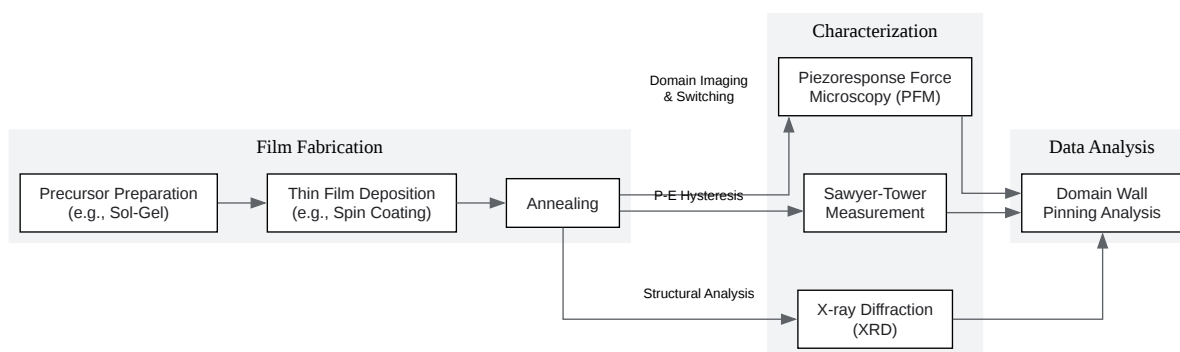 Film Fabrication
Precursor Preparation
(e.g., Sol-Gel)
Thin Film Deposition
(e.g., Spin Coating)
Annealing
Domain Imaging
& Switching
P-E Hysteresis
Structural Analysis
Characterization
Piezoresponse Force
Microscopy (PFM)
Sawyer-Tower
Measurement
X-ray Diffraction
(XRD)
Data Analysis
Domain Wall
Pinning Analysis